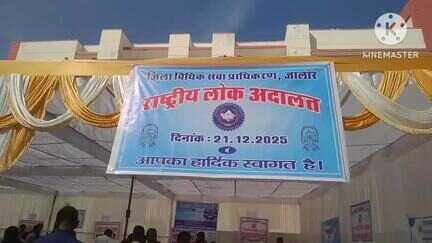 जिला विधिक सेवा प्राधिकरण, जालोर
राष्ट्रीय लोक अदालत
दिनांक : 21.12.2025
में
आपका हार्दिक स्वागत है।
KINEMASTER